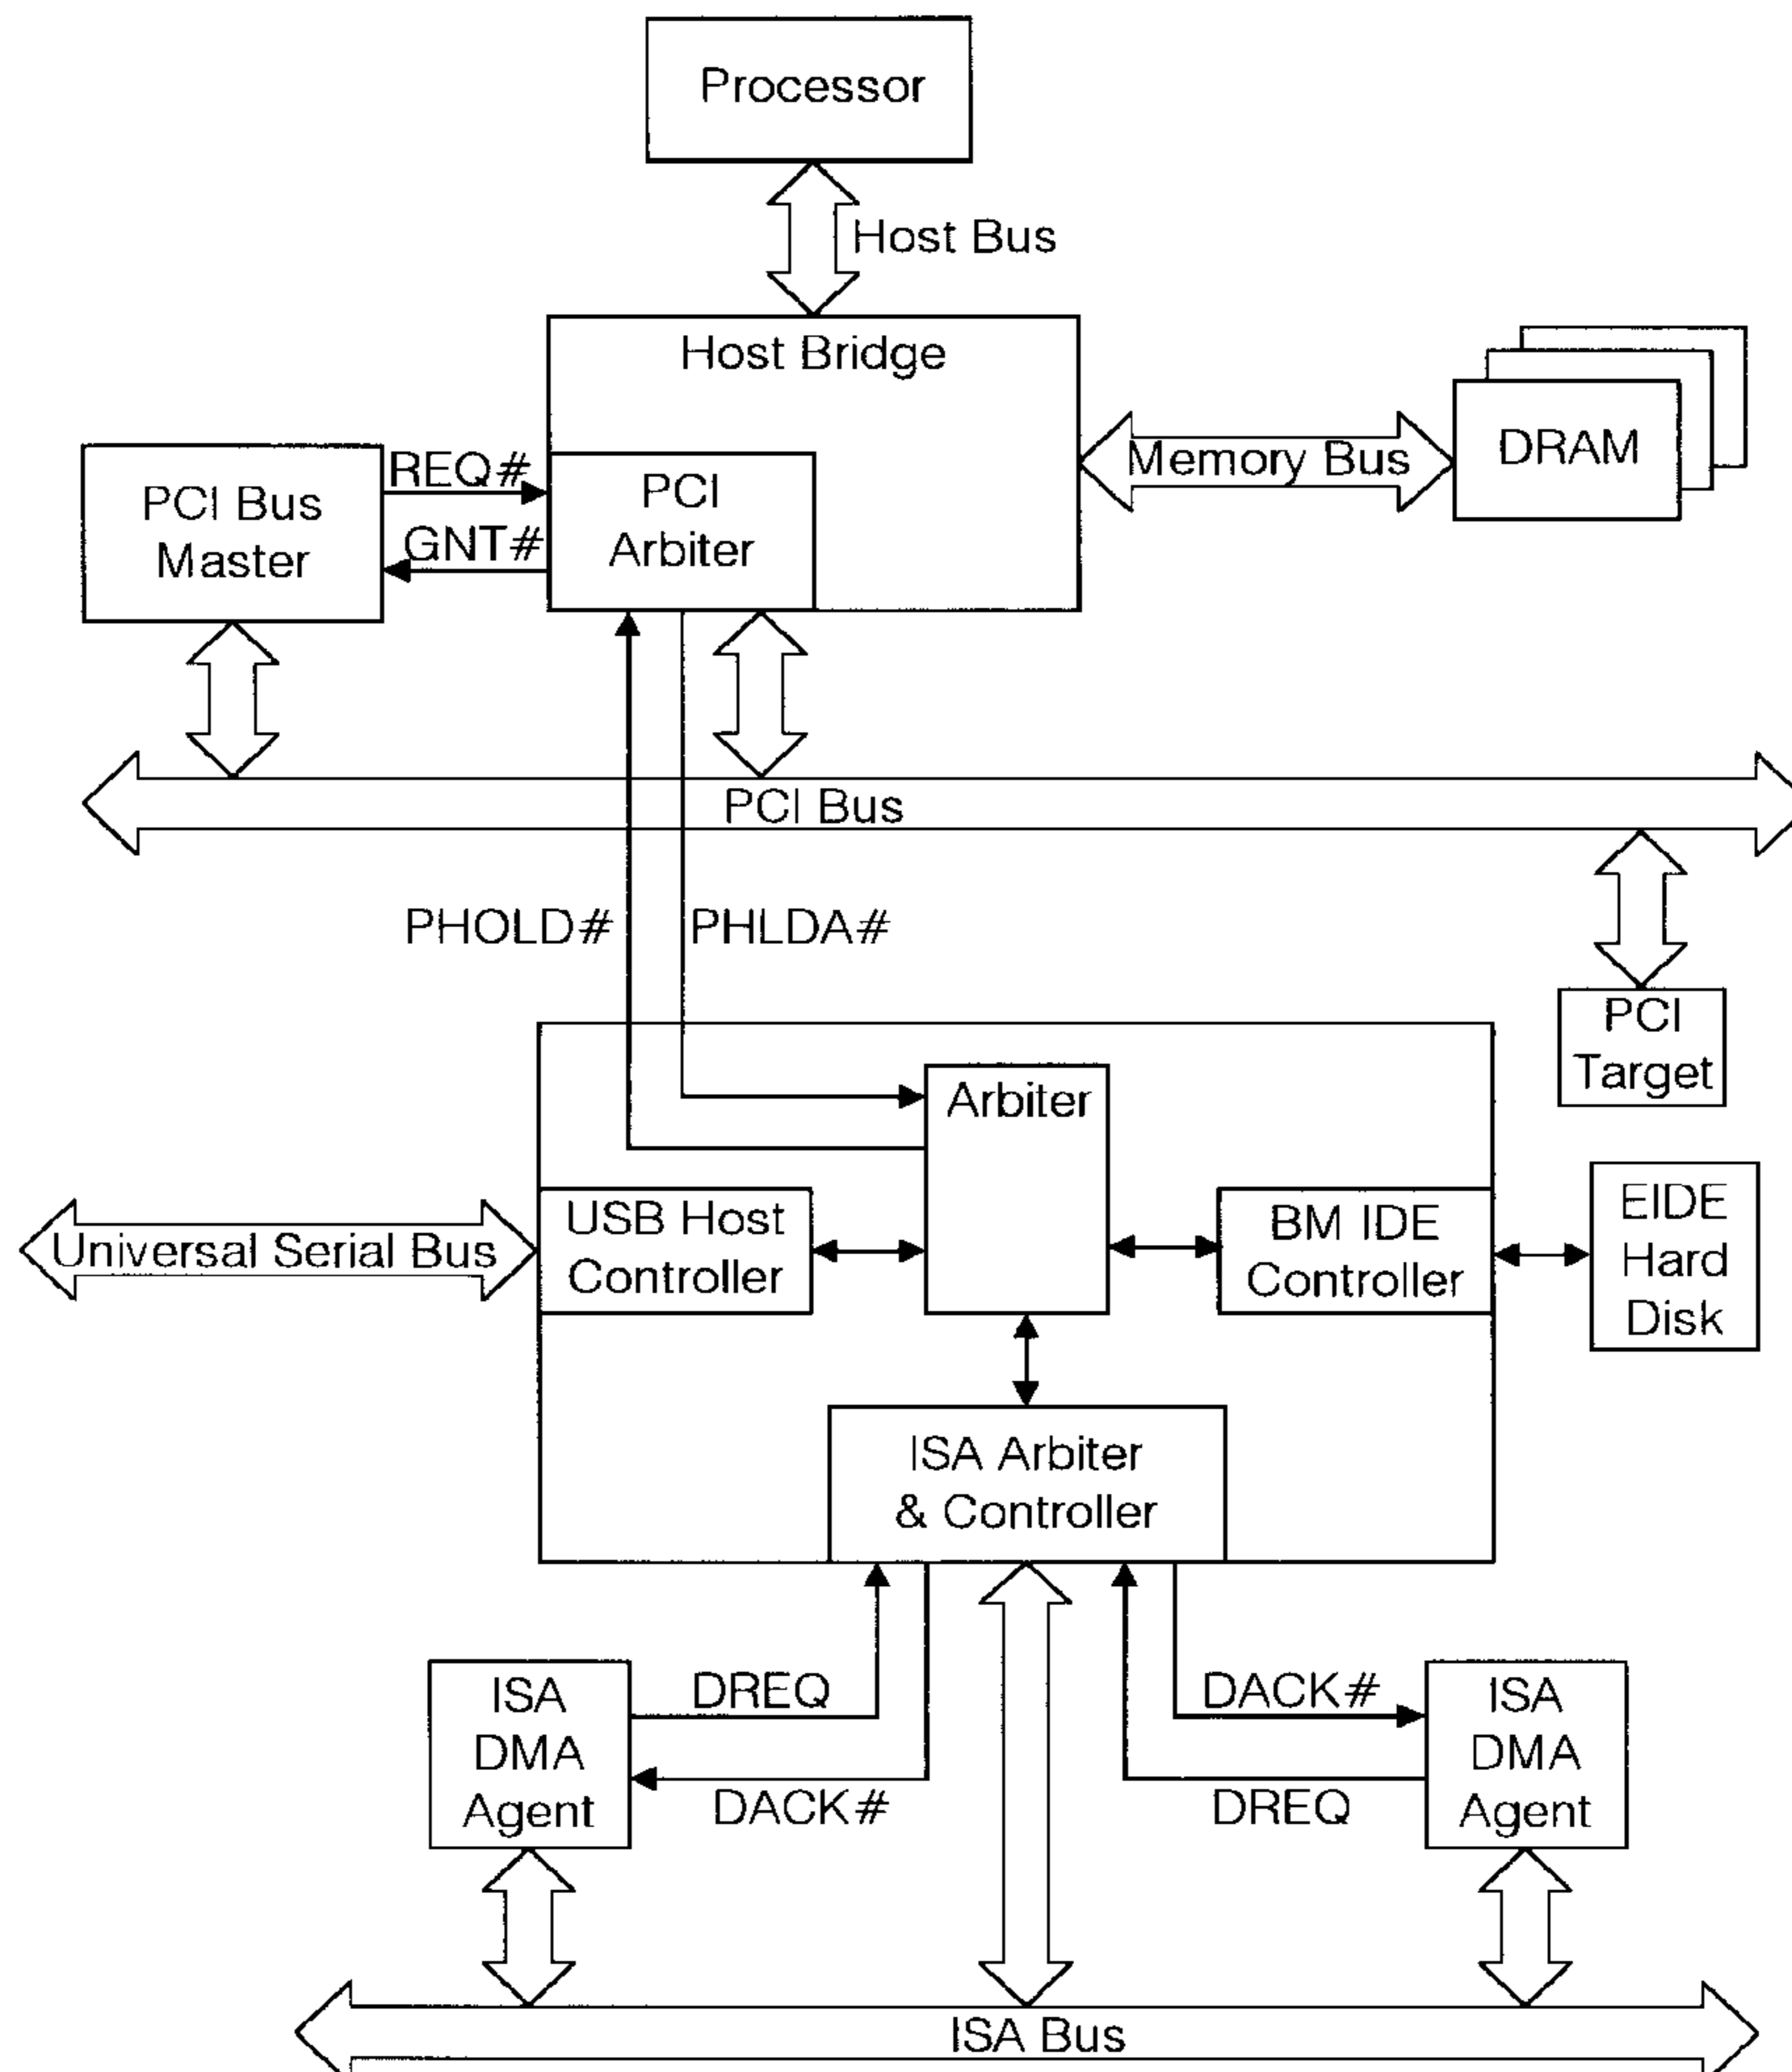 Processor
Host Bus
Host Bridge
REQ#
GNT#
PCI Bus
Master
PCI
Arbiter
Memory Bus
DRAM
PCI Bus
PHOLD#
PHLDA#
PCI
Target
Arbiter
Universal Serial Bus
USB Host
Controller
BM IDE
Controller
EIDE
Hard
Disk
ISA Arbiter
& Controller
ISA
DMA
Agent
DREQ
DACK#
DACK#
DREQ
ISA
DMA
Agent
ISA Bus